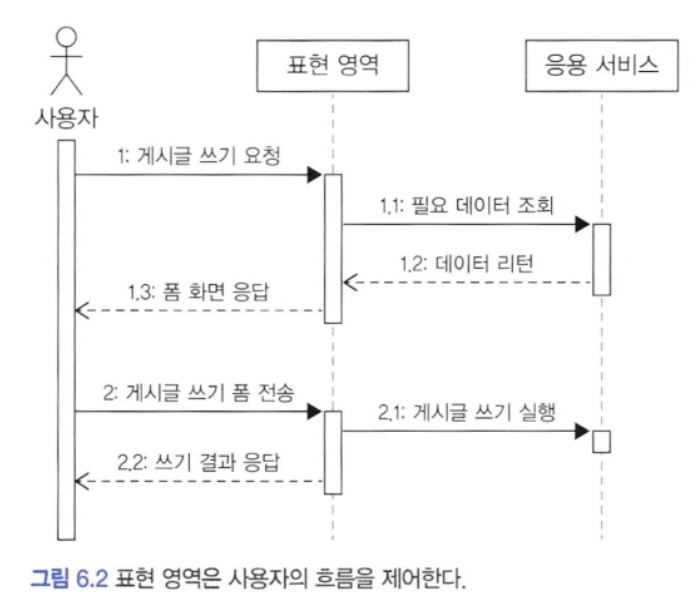 표현 영역
응용 서비스
사용자
1: 게시글 쓰기 요청
1.1: 필요 데이터 조회
1.2: 데이터 리턴
1.3: 폼 화면 응답
2: 게시글 쓰기 폼 전송
2.1: 게시글 쓰기 실행
2.2: 쓰기 결과 응답
그림 6.2 표현 영역은 사용자의 흐름을 제어한다.